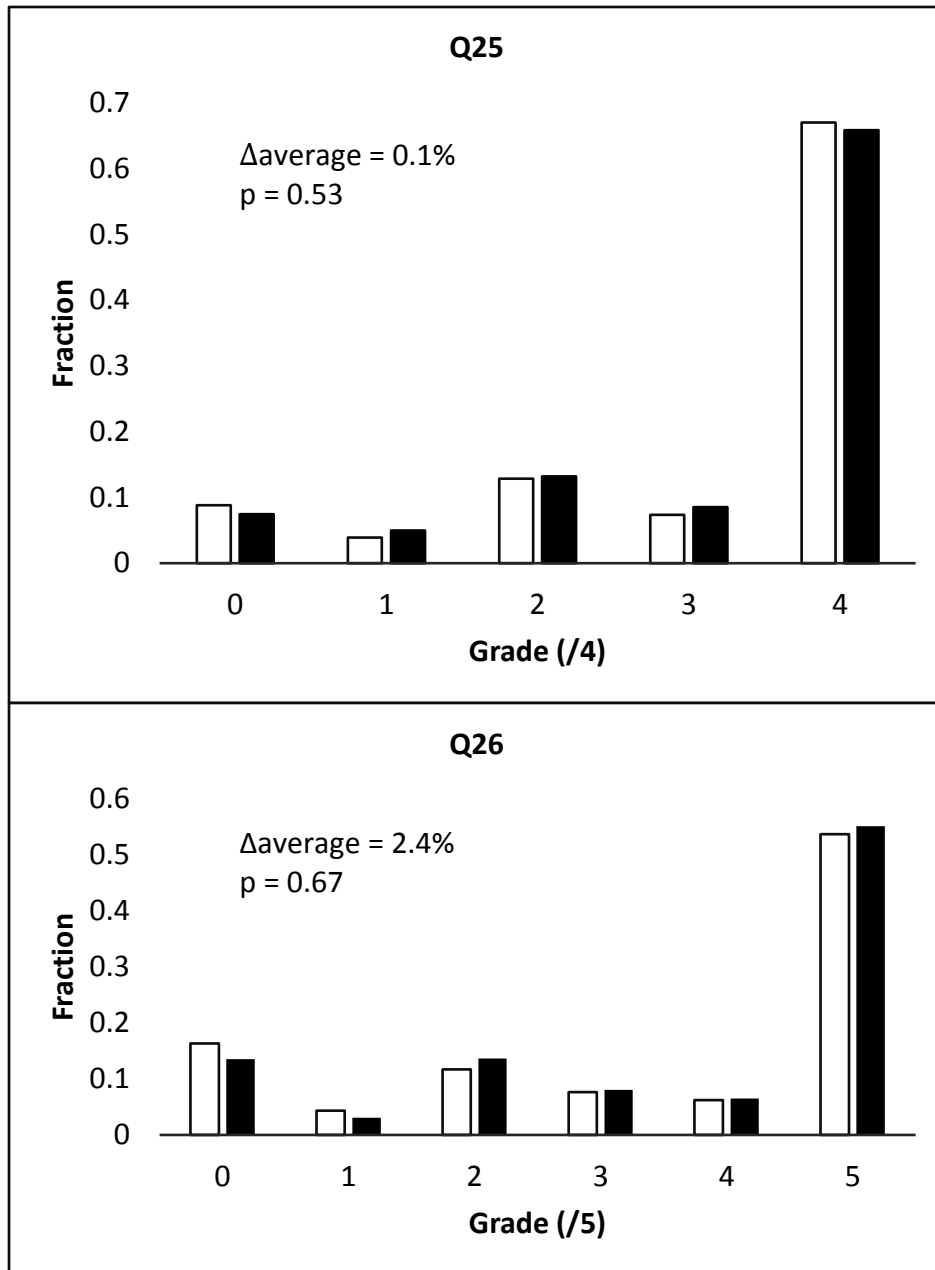 Q25
0.7
0.6
0.5
0.4
0.3
0.2
0.1
0
Fraction
Δaverage = 0.1%
p = 0.53
0 1 2 3 4
Grade (/4)
Q26
0.6
0.5
0.4
0.3
0.2
0.1
0
Fraction
Δaverage = 2.4%
p = 0.67
0 1 2 3 4 5
Grade (/5)